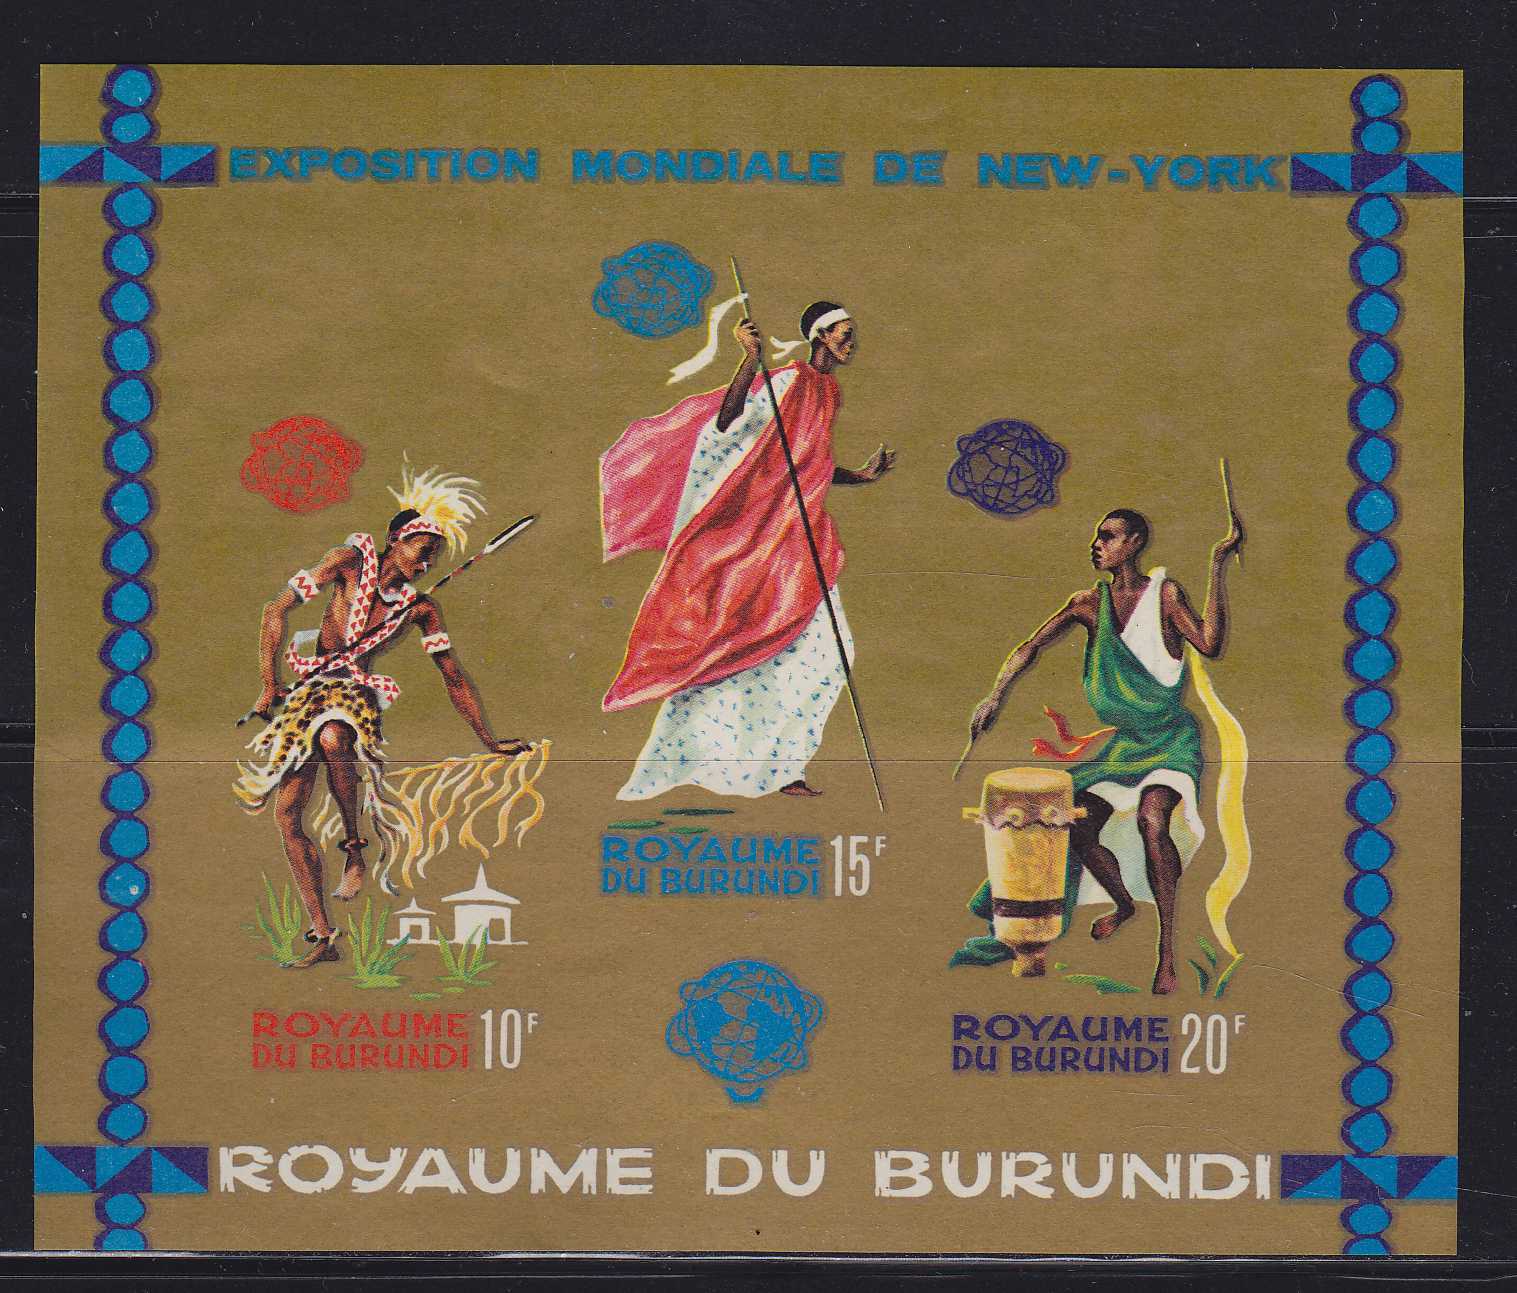 EXPOSITION MONDIALE DE NEW-YORK
ROYAUME
DU BURUNDI 15F
ROYAUME
DU BURUNDI 10F
ROYAUME
DU BURUNDI 20F
ROYAUME DU BURUNDI